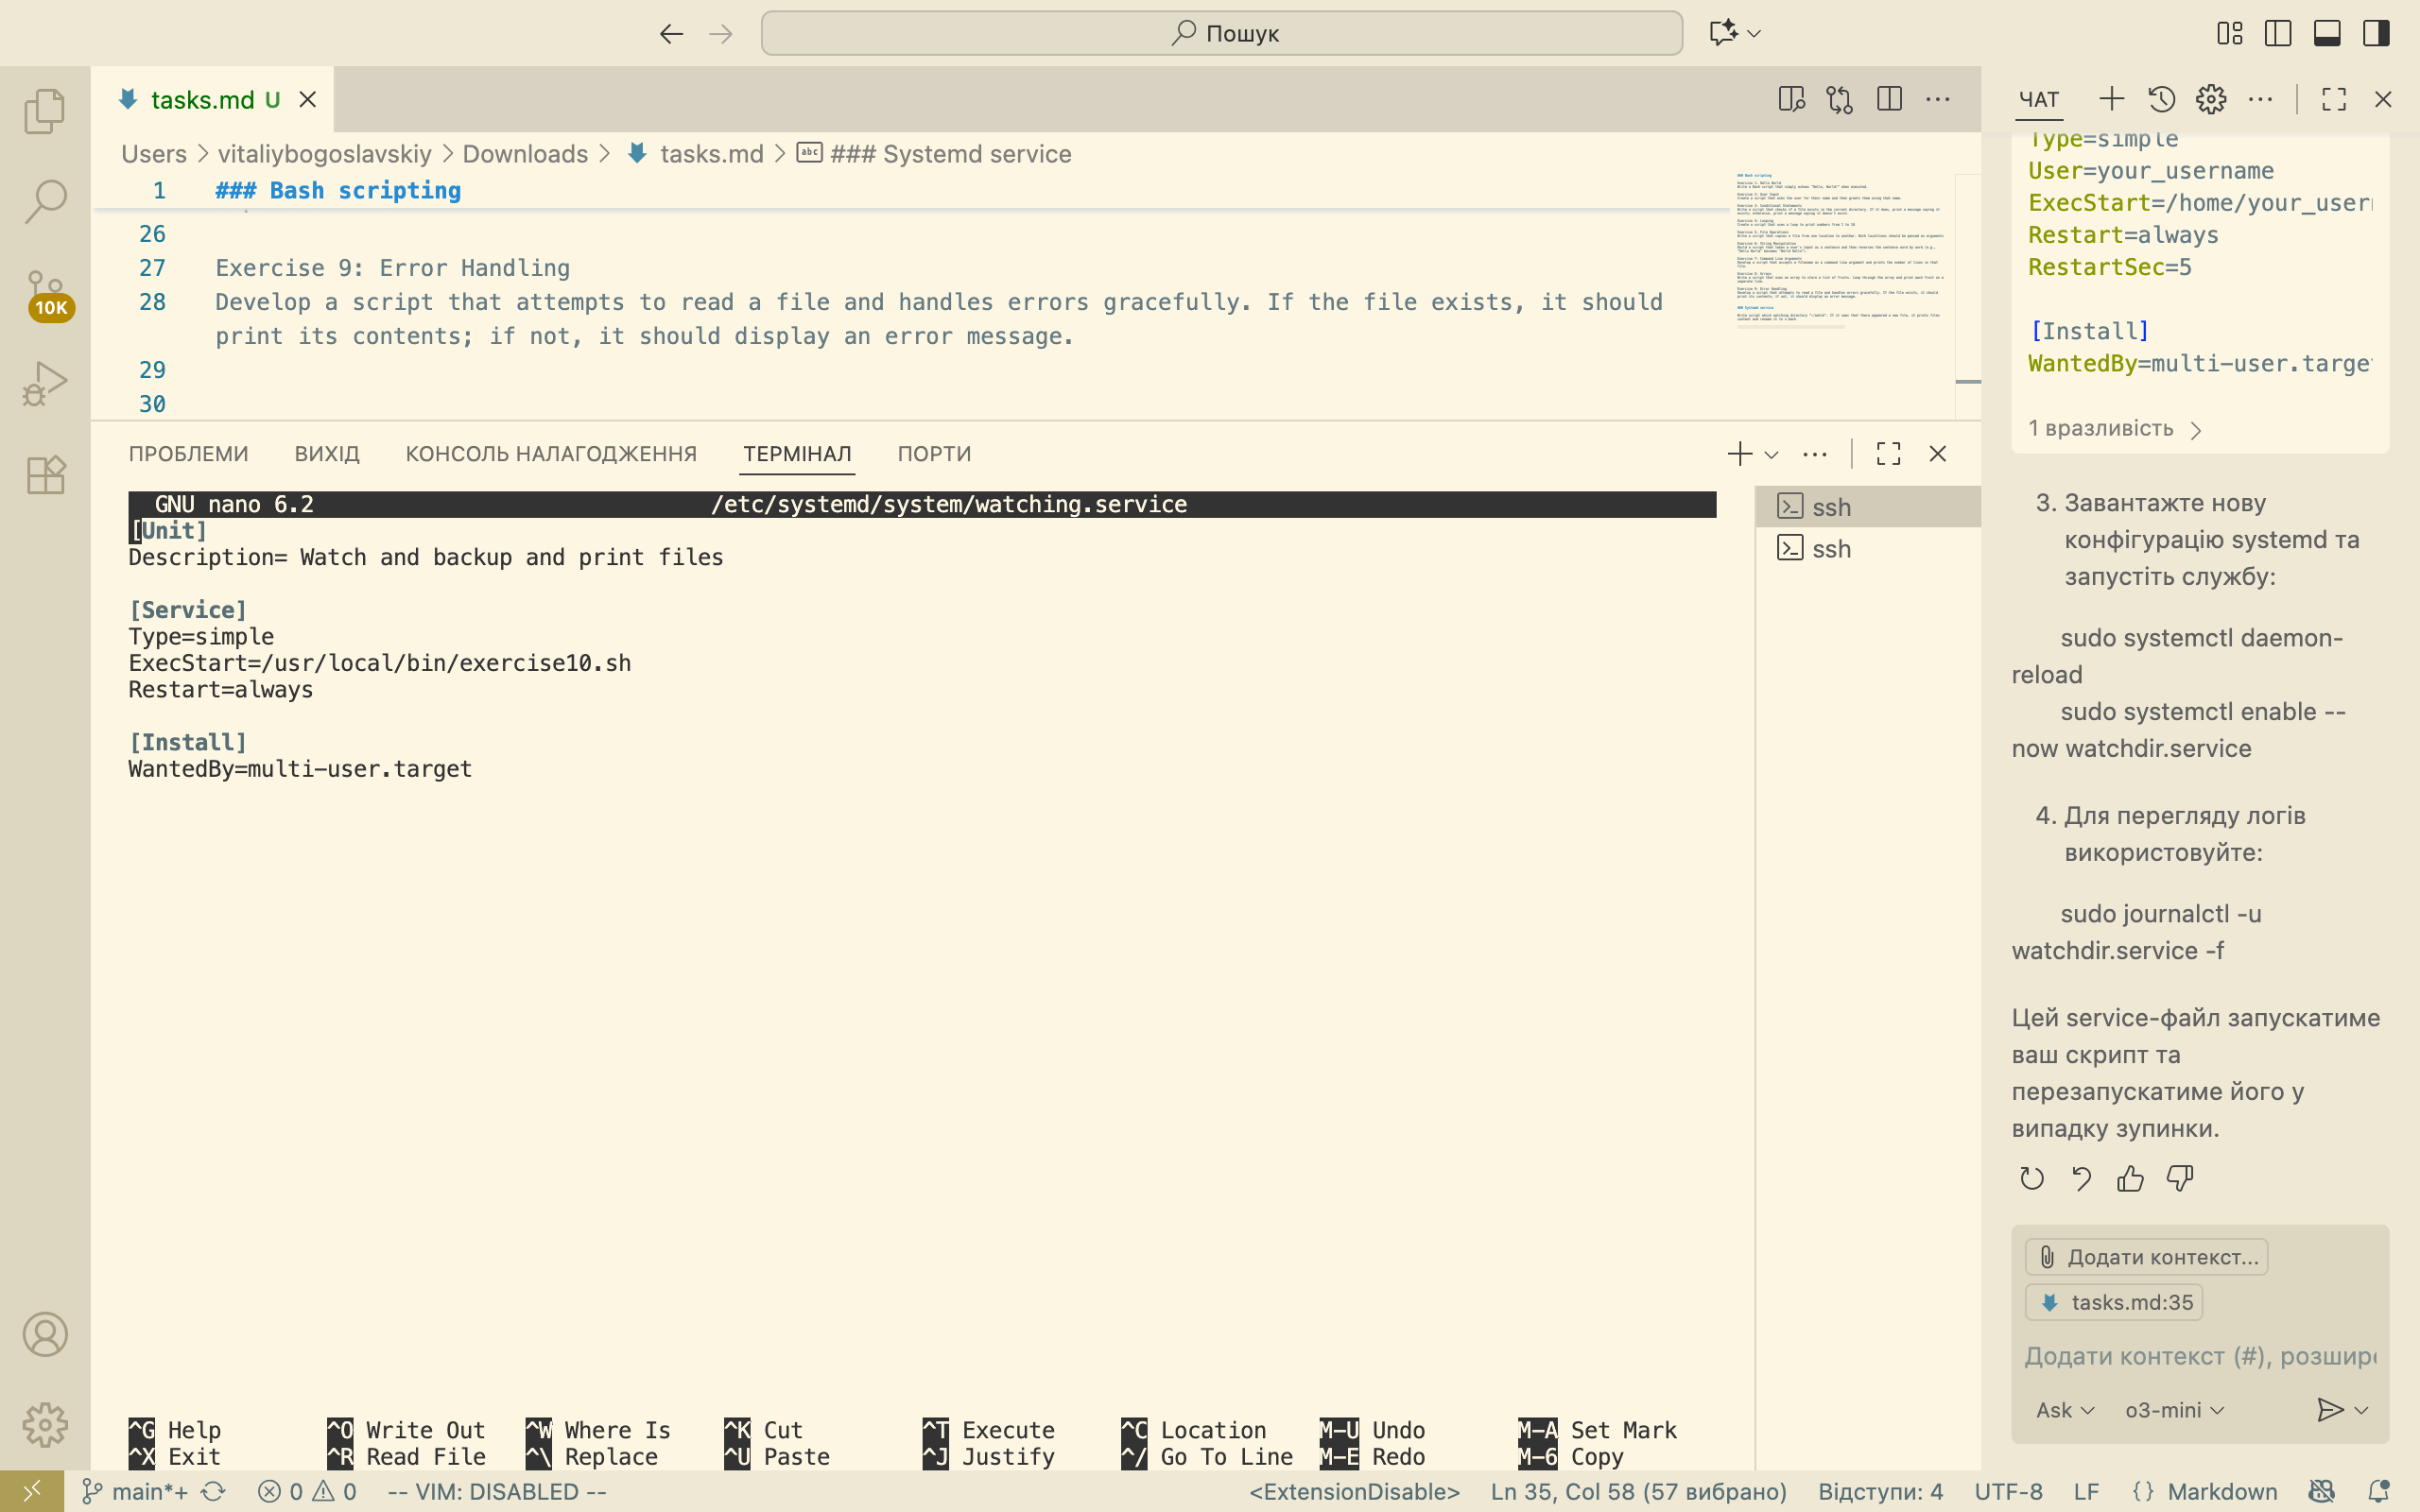 Пошук
tasks.md U
ЧАТ
Users > vitaliybogoslavskiy > Downloads > tasks.md > ### Systemd service
1 ### Bash scripting
26
27 Exercise 9: Error Handling
28 Develop a script that attempts to read a file and handles errors gracefully. If the file exists, it should
print its contents; if not, it should display an error message.
29
30
10K
ПРОБЛЕМИ ВИХІД КОНСОЛЬ НАЛАГОДЖЕННЯ ТЕРМІНАЛ ПОРТИ
GNU nano 6.2 /etc/systemd/system/watching.service
[Unit]
Description= Watch and backup and print files
[Service]
Type=simple
ExecStart=/usr/local/bin/exercise10.sh
Restart=always
[Install]
WantedBy=multi-user.target
^G Help ^O Write Out ^W Where Is ^K Cut ^T Execute ^C Location M-U Undo M-A Set Mark
^X Exit ^R Read File ^\ Replace ^U Paste ^J Justify ^/ Go To Line M-E Redo M-6 Copy
ssh
ssh
Type=simple
User=your_username
ExecStart=/home/your_user
Restart=always
RestartSec=5
[Install]
WantedBy=multi-user.targe
1 вразливість
3. Завантажте нову
конфігурацію systemd та
запустіть службу:
sudo systemctl daemon-
reload
sudo systemctl enable --
now watchdir.service
4. Для перегляду логів
використовуйте:
sudo journalctl -u
watchdir.service -f
Цей service-файл запускатиме
ваш скрипт та
перезапускатиме його у
випадку зупинки.
Додати контекст...
tasks.md:35
Додати контекст (#), розшир
Ask o3-mini
main*+ 0 0 -- VIM: DISABLED -- <ExtensionDisable> Ln 35, Col 58 (57 вибрано) Відступи: 4 UTF-8 LF {} Markdown